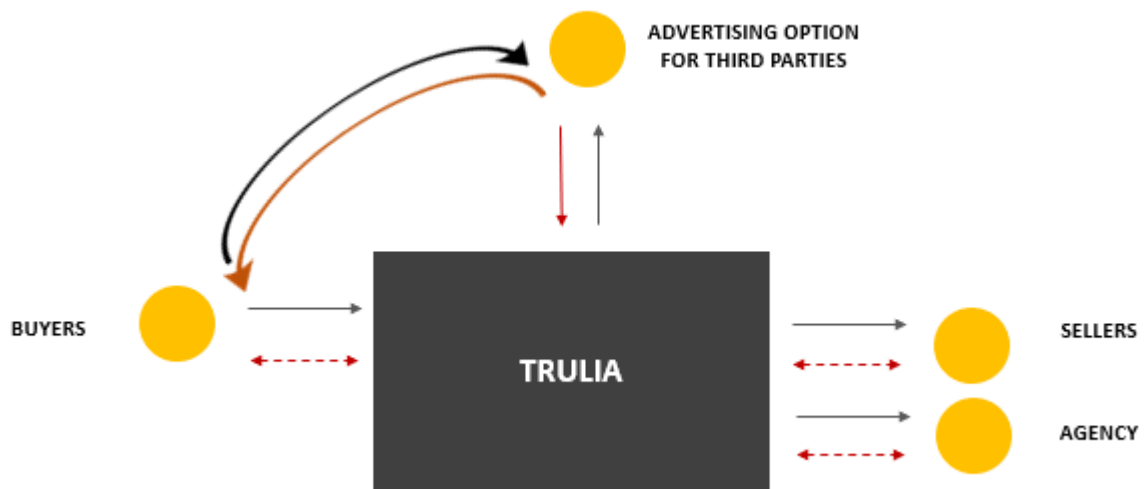 ADVERTISING OPTION
FOR THIRD PARTIES
BUYERS
TRULIA
SELLERS
AGENCY